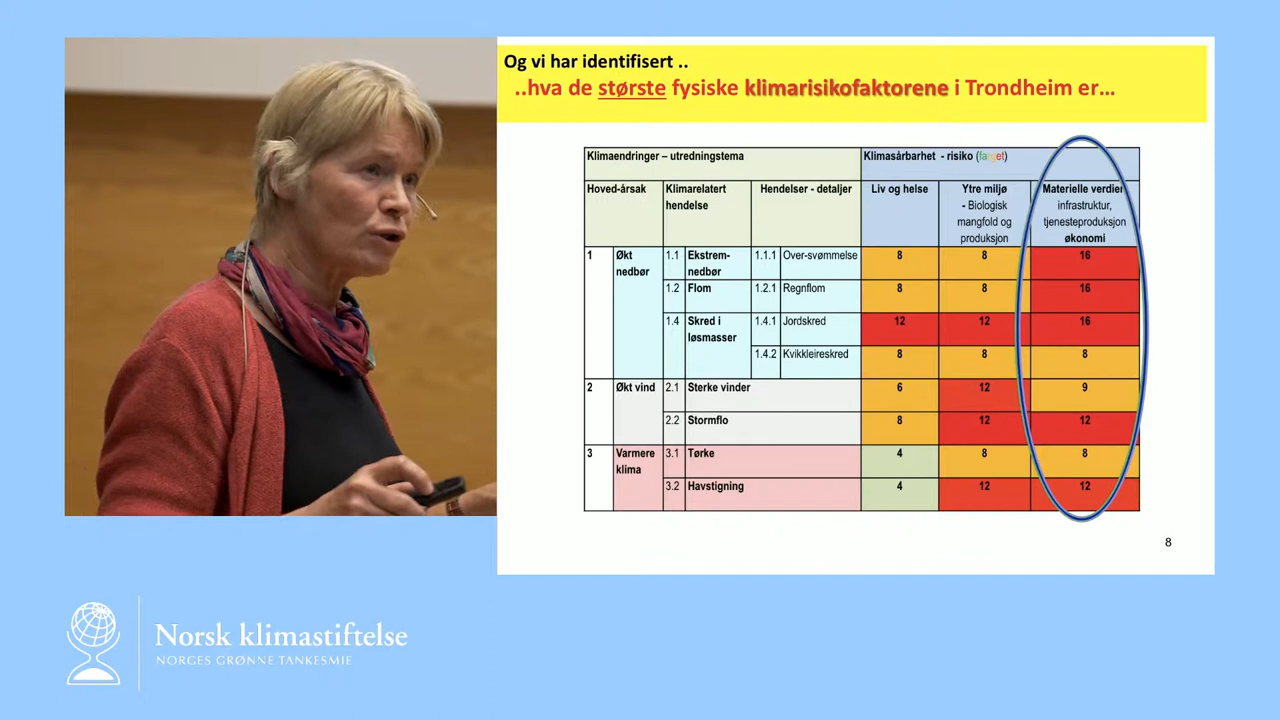 Og vi har identifisert ..
..hva de største fysiske klimarisikofaktorene i Trondheim er...
Klimaendringer – utredningstema Klimasårbarhet - risiko (farget)
Hoved-årsak Klimarelatert hendelse Hendelser - detaljer Liv og helse Ytre miljø - Biologisk mangfold og produksjon Materielle verdier infrastruktur, tjenesteproduksjon økonomi
1 Økt nedbør 1.1 Ekstrem-nedbør 1.1.1 Over-svømmelse 8 8 16
1.2 Flom 1.2.1 Regnflom 8 8 16
1.4 Skred i løsmasser 1.4.1 Jordskred 12 12 16
1.4.2 Kvikkleireskred 8 8 8
2 Økt vind 2.1 Sterke vinder 6 12 9
2.2 Stormflo 8 12 12
3 Varmere klima 3.1 Tørke 4 8 8
3.2 Havstigning 4 12 12
8
Norsk klimastiftelse
NORGES GRØNNE TANKESMIE